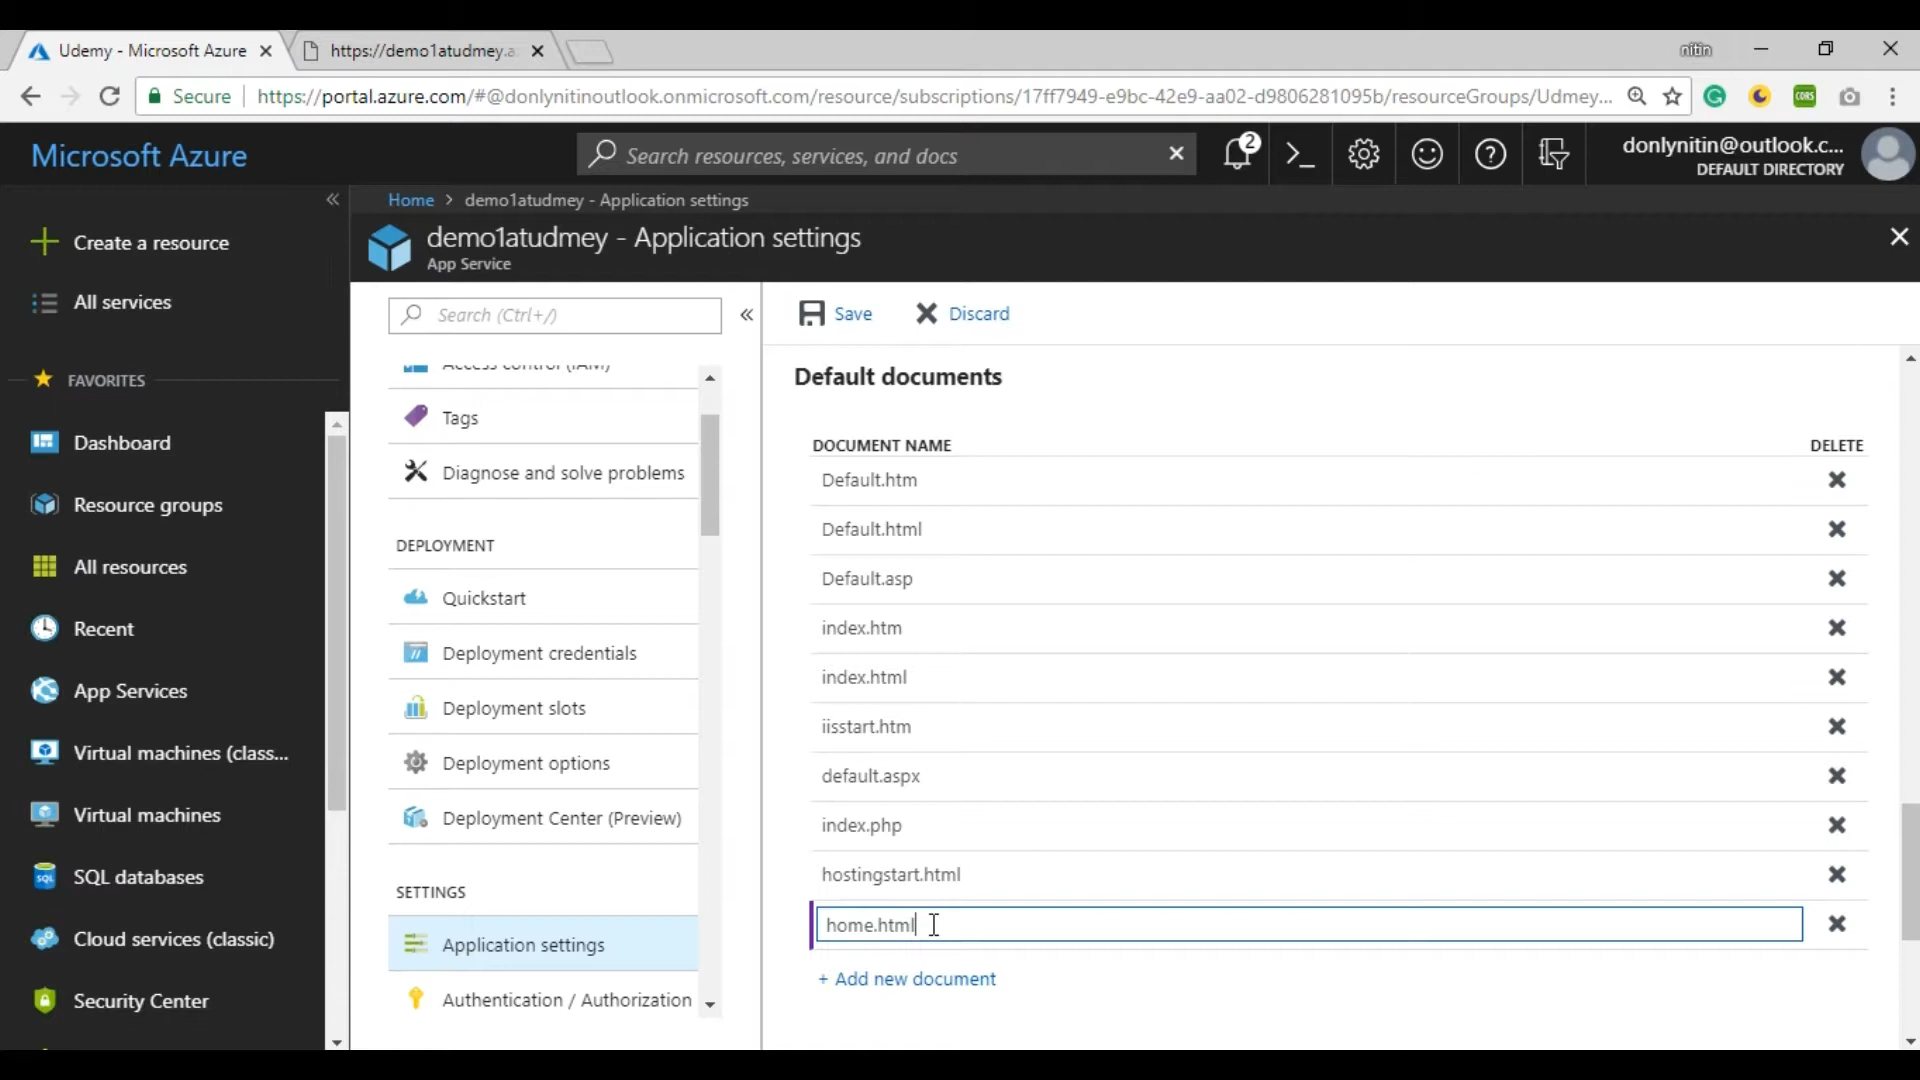 Udemy - Microsoft Azure
https://demo1atudmey.a
nitin
Secure
https://portal.azure.com/#@donlynitinoutlook.onmicrosoft.com/resource/subscriptions/17ff7949-e9bc-42e9-aa02-d9806281095b/resourceGroups/Udmey...
CORS
Microsoft Azure
Search resources, services, and docs
2
donlynitin@outlook.c...
DEFAULT DIRECTORY
Home > demo1atudmey - Application settings
demo1atudmey - Application settings
App Service
Create a resource
All services
FAVORITES
Dashboard
Resource groups
All resources
Recent
App Services
Virtual machines (class...
Virtual machines
SQL databases
Cloud services (classic)
Security Center
Search (Ctrl+/)
Access control (IAM)
Tags
Diagnose and solve problems
DEPLOYMENT
Quickstart
Deployment credentials
Deployment slots
Deployment options
Deployment Center (Preview)
SETTINGS
Application settings
Authentication / Authorization
Save
Discard
Default documents
DOCUMENT NAME
DELETE
Default.htm
Default.html
Default.asp
index.htm
index.html
iisstart.htm
default.aspx
index.php
hostingstart.html
home.html
+ Add new document